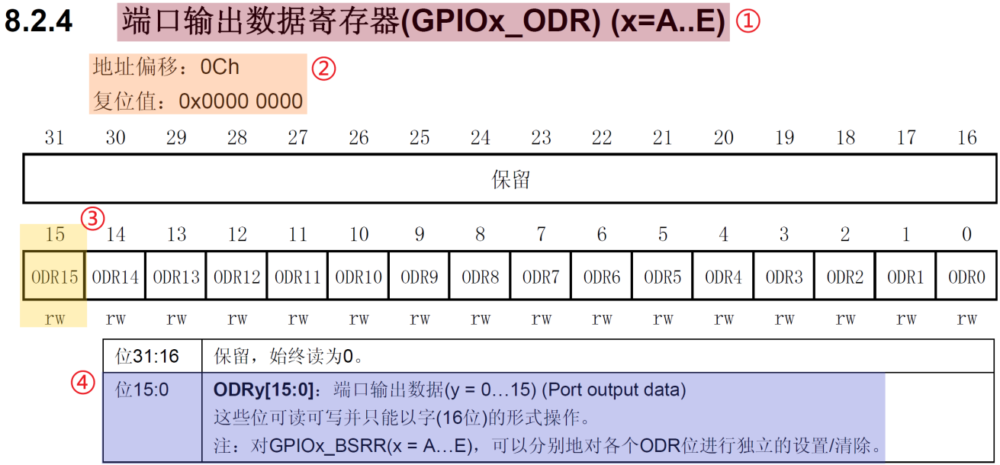 8.2.4 端口输出数据寄存器(GPIOx_ODR) (x=A..E) ①
地址偏移：0Ch ②
复位值：0x0000 0000
31 30 29 28 27 26 25 24 23 22 21 20 19 18 17 16
保留
③
15 14 13 12 11 10 9 8 7 6 5 4 3 2 1 0
ODR15 ODR14 ODR13 ODR12 ODR11 ODR10 ODR9 ODR8 ODR7 ODR6 ODR5 ODR4 ODR3 ODR2 ODR1 ODR0
rw rw rw rw rw rw rw rw rw rw rw rw rw rw rw rw
位31:16 保留，始终读为0。
④ 位15:0 ODRy[15:0]：端口输出数据(y = 0…15) (Port output data)
这些位可读可写并只能以字(16位)的形式操作。
注：对GPIOx_BSRR(x = A…E)，可以分别地对各个ODR位进行独立的设置/清除。